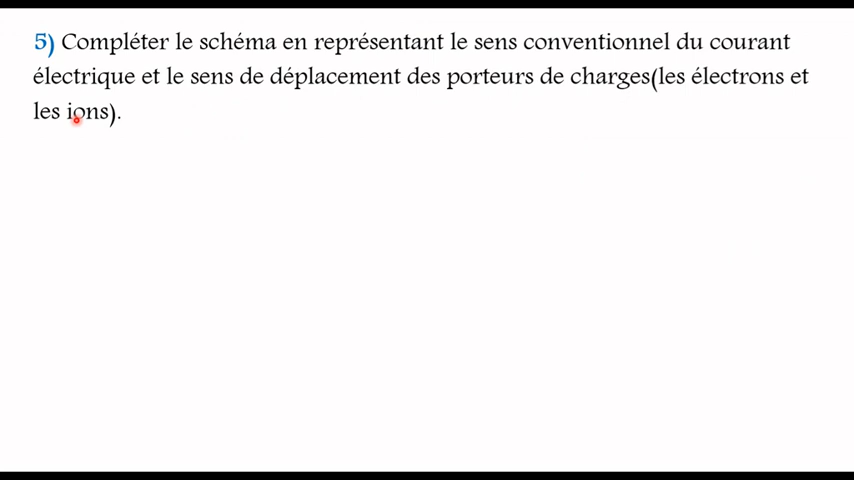 5) Compléter le schéma en représentant le sens conventionnel du courant
électrique et le sens de déplacement des porteurs de charges(les électrons et
les ions).